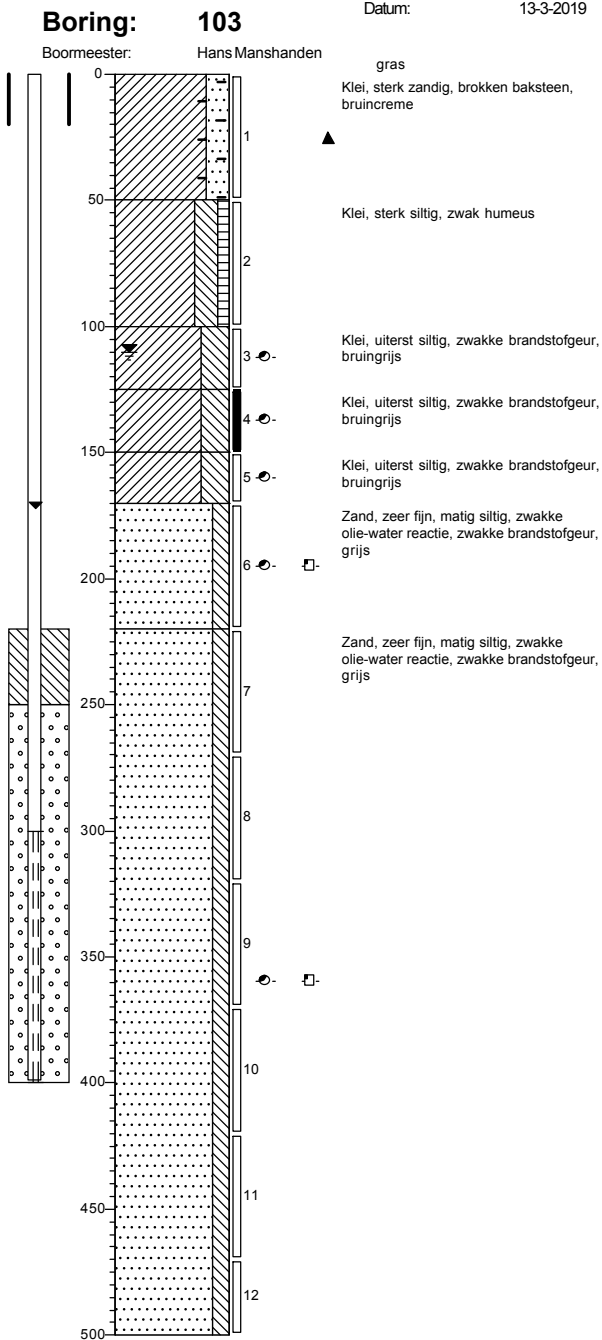 Datum: 13-3-2019
Boring: 103
Boormeester: Hans Manshanden
gras
0
Klei, sterk zandig, brokken baksteen,
bruincreme
1
50
Klei, sterk siltig, zwak humeus
2
100
Klei, uiterst siltig, zwakke brandstofgeur,
bruingrijs
3
Klei, uiterst siltig, zwakke brandstofgeur,
bruingrijs
4
150
Klei, uiterst siltig, zwakke brandstofgeur,
bruingrijs
5
Zand, zeer fijn, matig siltig, zwakke
olie-water reactie, zwakke brandstofgeur,
grijs
6
200
Zand, zeer fijn, matig siltig, zwakke
olie-water reactie, zwakke brandstofgeur,
grijs
7
250
8
300
9
350
10
400
11
450
12
500